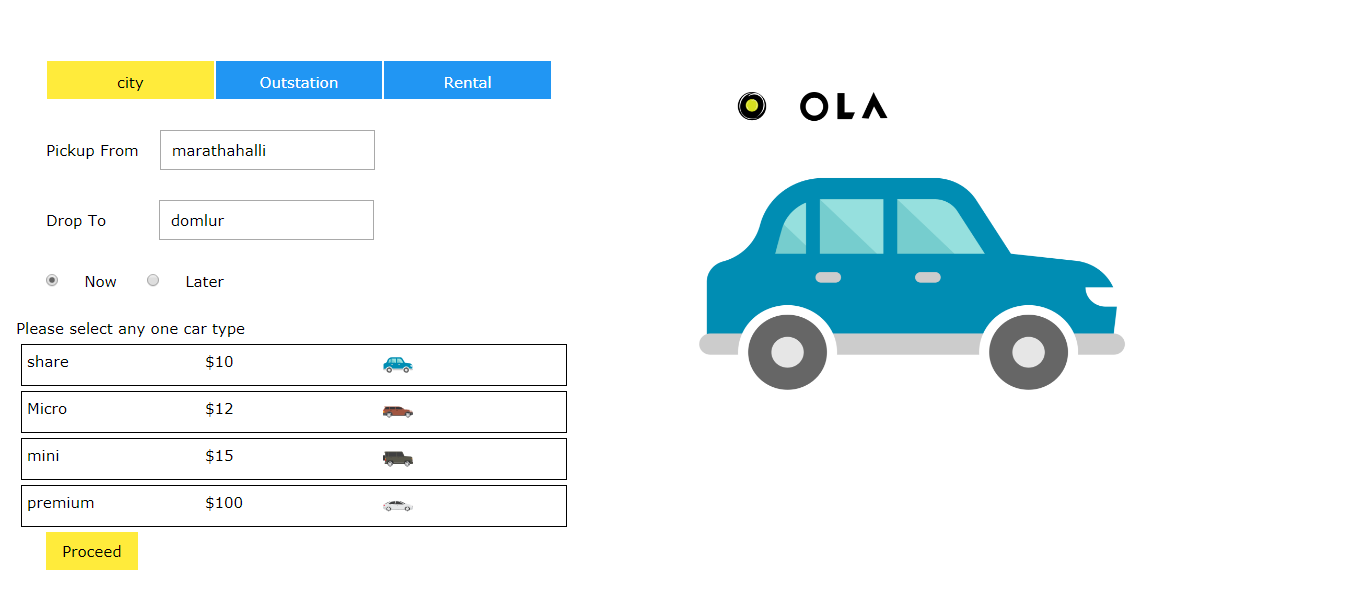 city Outstation Rental
Pickup From marathahalli
Drop To domlur
Now Later
Please select any one car type
share $10
Micro $12
mini $15
premium $100
Proceed
OLA